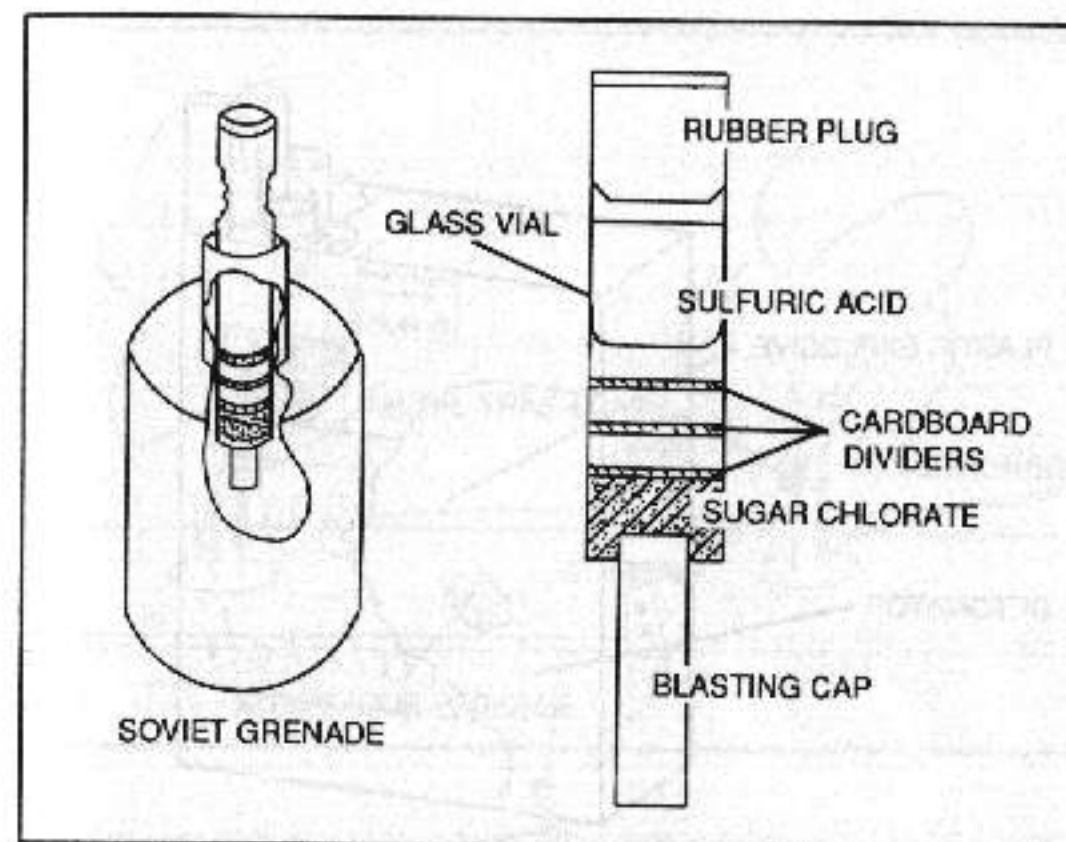 RUBBER PLUG
GLASS VIAL
SULFURIC ACID
CARDBOARD
DIVIDERS
SUGAR CHLORATE
BLASTING CAP
SOVIET GRENADE